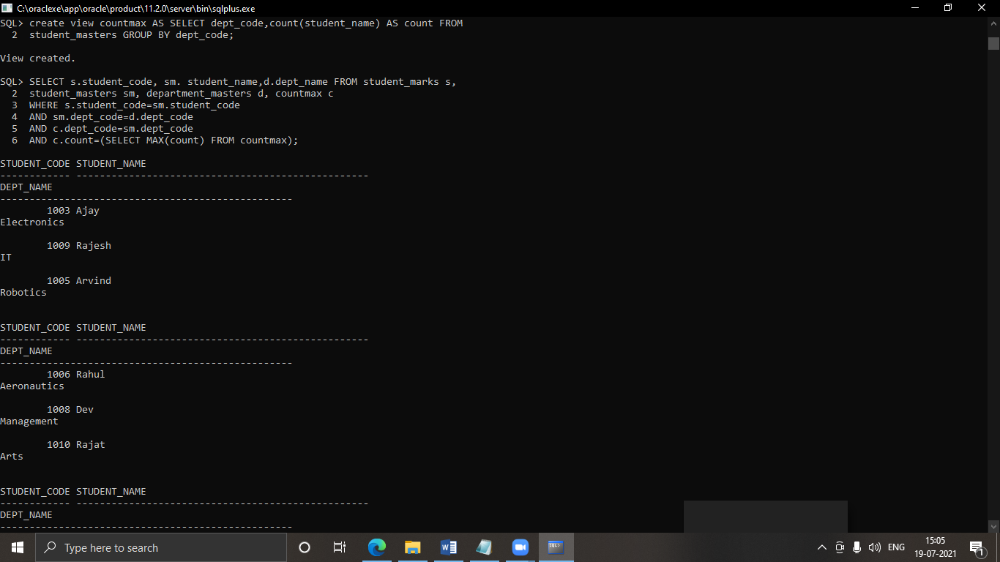 C:\oraclexe\app\oracle\product\11.2.0\server\bin\sqlplus.exe
SQL> create view countmax AS SELECT dept_code,count(student_name) AS count FROM
  2  student_masters GROUP BY dept_code;
View created.
SQL> SELECT s.student_code, sm. student_name,d.dept_name FROM student_marks s,
  2  student_masters sm, department_masters d, countmax c
  3  WHERE s.student_code=sm.student_code
  4  AND sm.dept_code=d.dept_code
  5  AND c.dept_code=sm.dept_code
  6  AND c.count=(SELECT MAX(count) FROM countmax);
STUDENT_CODE STUDENT_NAME
------------ --------------------------------------------------
DEPT_NAME
--------------------------------------------------
        1003 Ajay
Electronics
        1009 Rajesh
IT
        1005 Arvind
Robotics
STUDENT_CODE STUDENT_NAME
------------ --------------------------------------------------
DEPT_NAME
--------------------------------------------------
        1006 Rahul
Aeronautics
        1008 Dev
Management
        1010 Rajat
Arts
STUDENT_CODE STUDENT_NAME
------------ --------------------------------------------------
DEPT_NAME
--------------------------------------------------
Type here to search
W
SQL>
ENG
15:05
19-07-2021
1